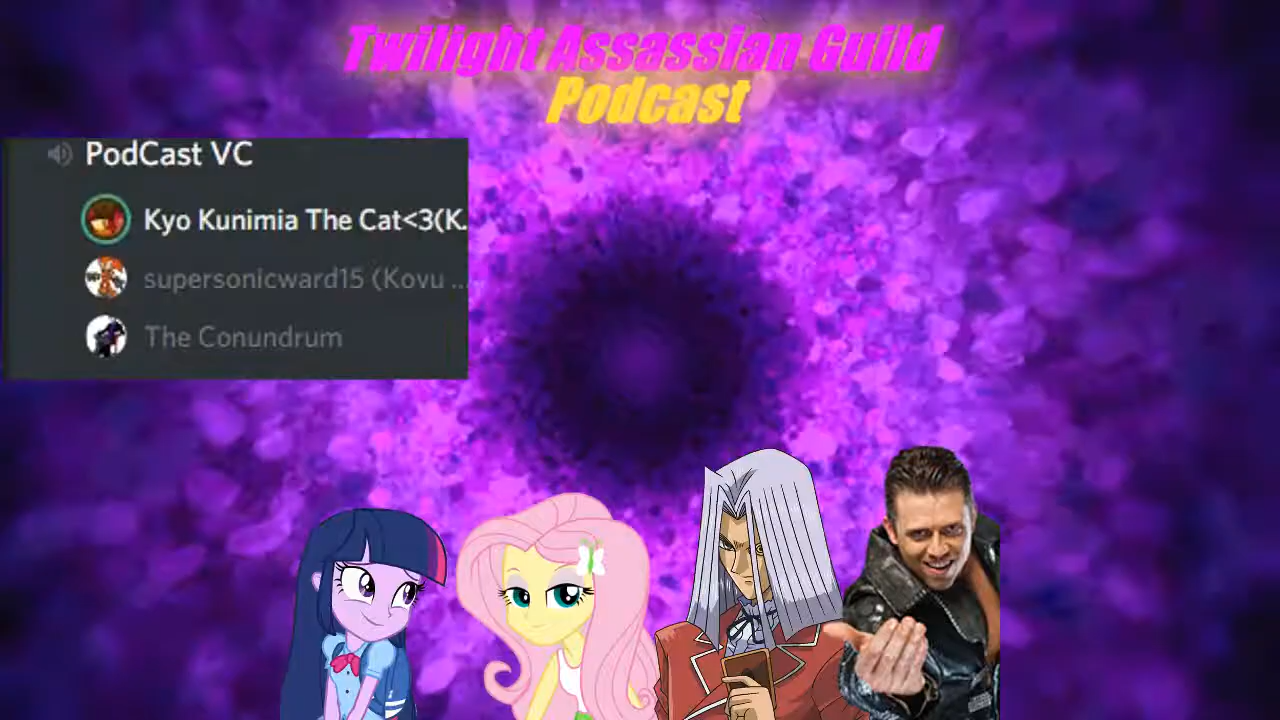 Twilight Assassian Guild
Podcast
PodCast VC
Kyo Kunimia The Cat<3(K.
supersonicward15 (Kovu ...
The Conundrum